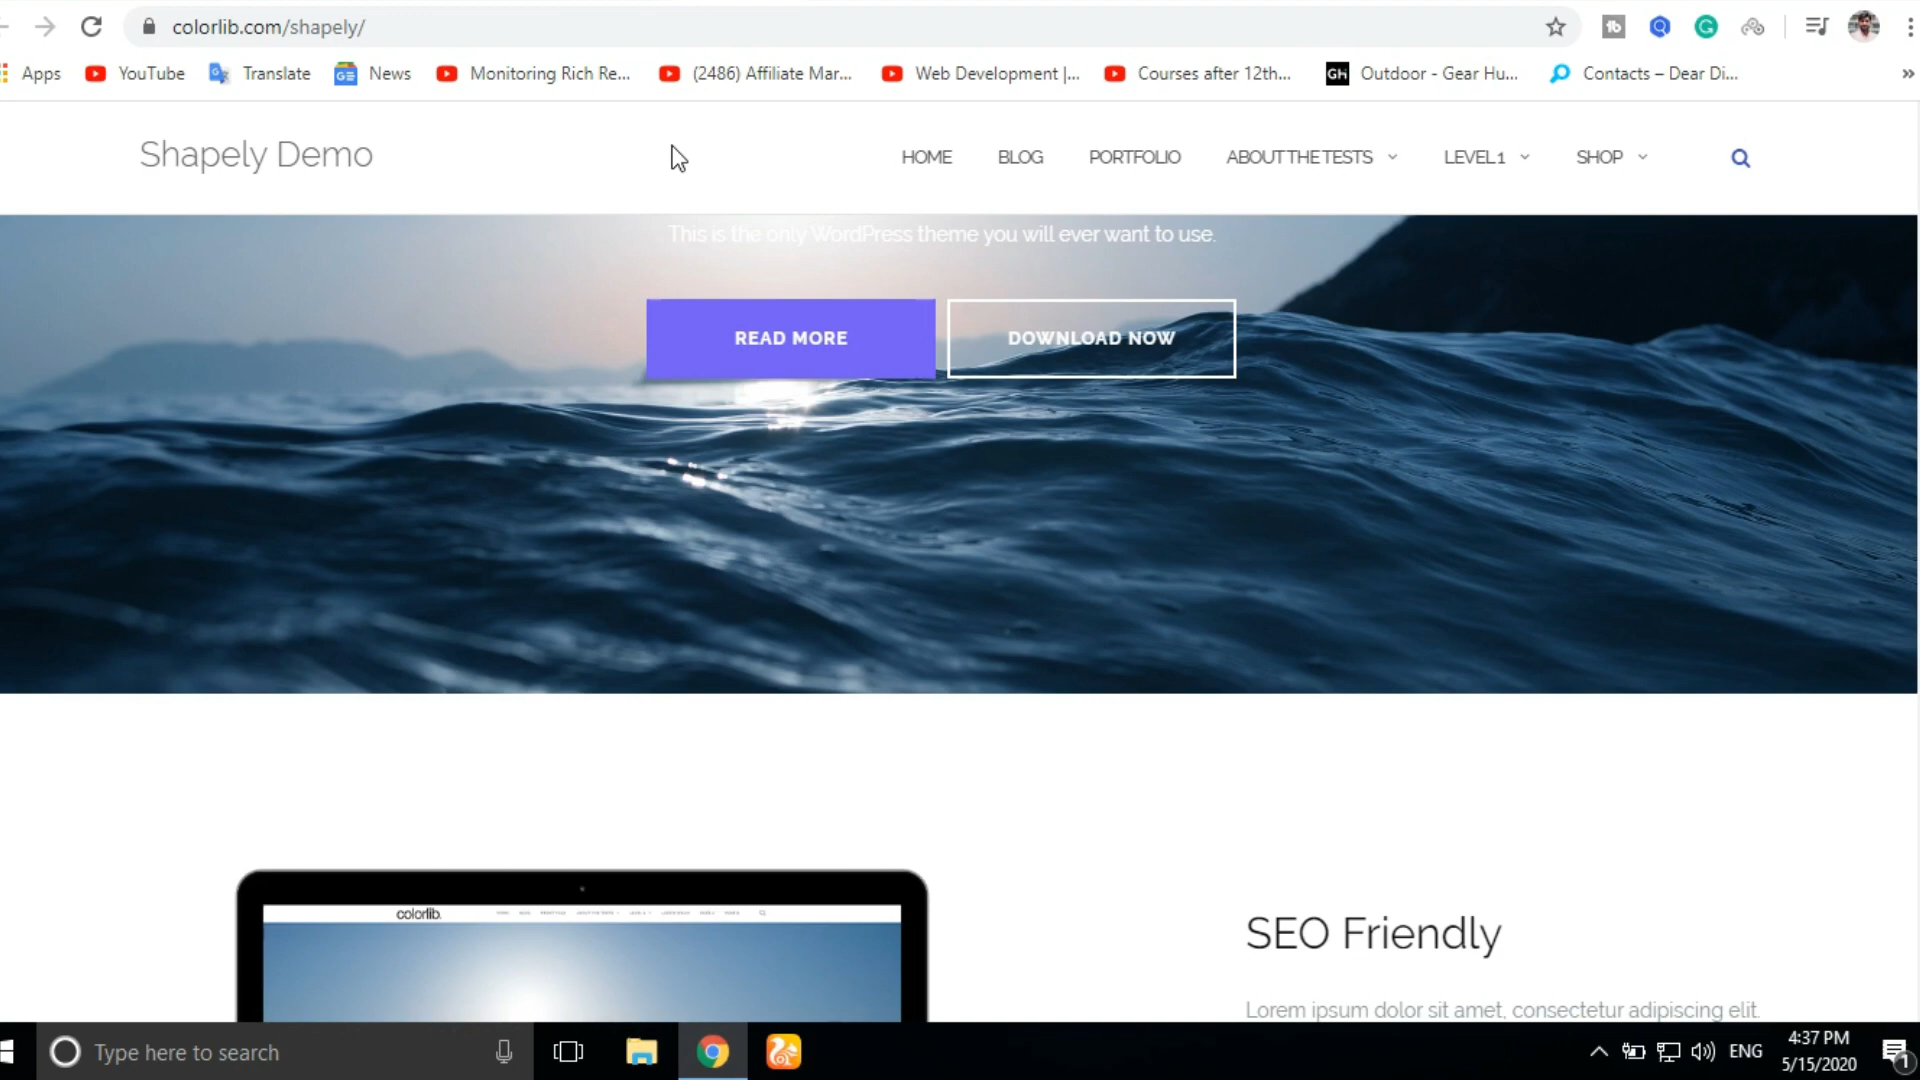 colorlib.com/shapely/
Apps YouTube Translate News Monitoring Rich Re... (2486) Affiliate Mar... Web Development |... Courses after 12th... GH Outdoor - Gear Hu... Contacts – Dear Di...
Shapely Demo
HOME BLOG PORTFOLIO ABOUT THE TESTS LEVEL 1 SHOP
This is the only WordPress theme you will ever want to use.
READ MORE DOWNLOAD NOW
colorlib.
SEO Friendly
Lorem ipsum dolor sit amet, consectetur adipiscing elit.
Type here to search
ENG
4:37 PM
5/15/2020
1